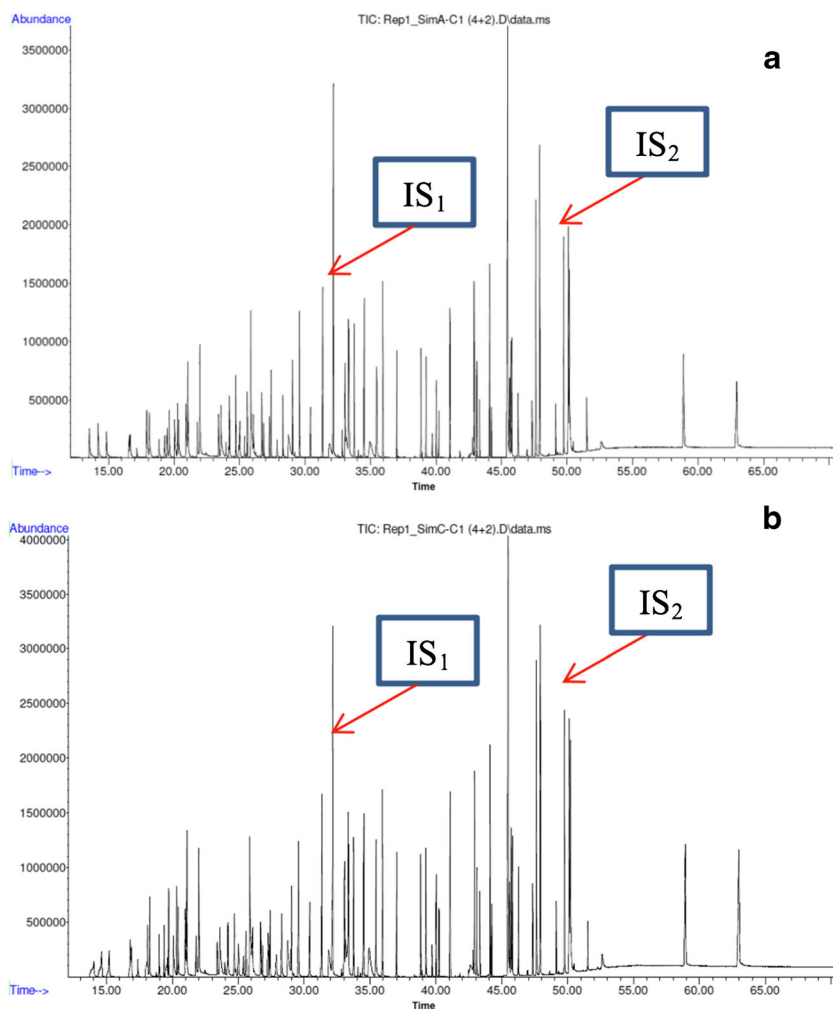 Abundance
TIC: Rep1_SimA-C1 (4+2).D\data.ms
a
3500000
3000000
2500000
2000000
1500000
1000000
500000
IS1
IS2
Time-->
15.00 20.00 25.00 30.00 35.00 40.00 45.00 50.00 55.00 60.00 65.00
Time
b
Abundance
TIC: Rep1_SimC-C1 (4+2).D\data.ms
4000000
3500000
3000000
2500000
2000000
1500000
1000000
500000
IS1
IS2
Time-->
15.00 20.00 25.00 30.00 35.00 40.00 45.00 50.00 55.00 60.00 65.00
Time